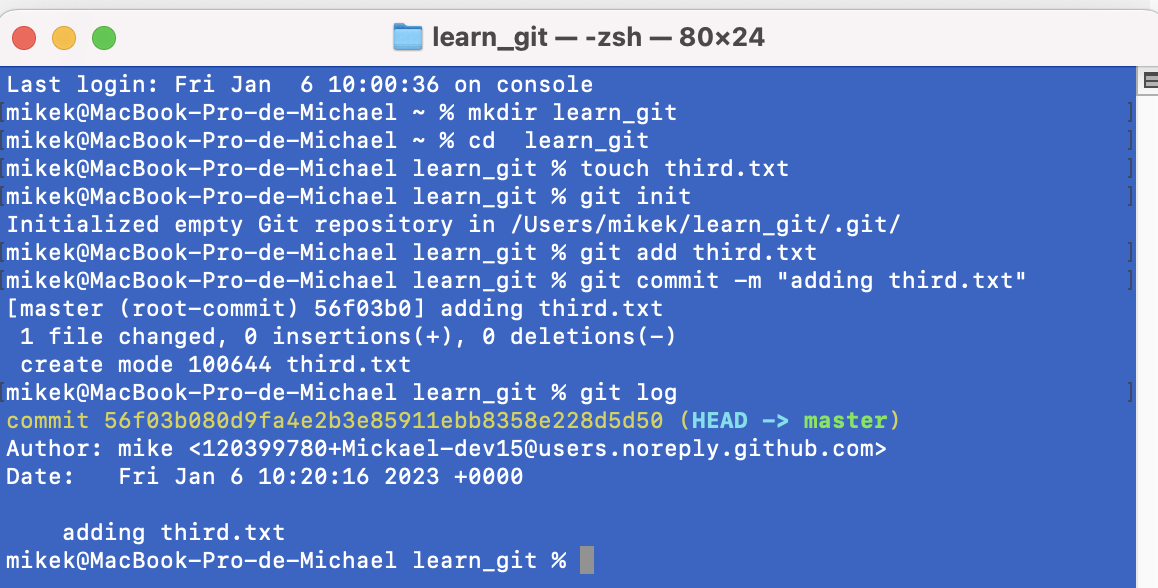 learn_git — -zsh — 80×24
Last login: Fri Jan  6 10:00:36 on console
[mikek@MacBook-Pro-de-Michael ~ % mkdir learn_git ]
[mikek@MacBook-Pro-de-Michael ~ % cd  learn_git ]
[mikek@MacBook-Pro-de-Michael learn_git % touch third.txt ]
[mikek@MacBook-Pro-de-Michael learn_git % git init ]
Initialized empty Git repository in /Users/mikek/learn_git/.git/
[mikek@MacBook-Pro-de-Michael learn_git % git add third.txt ]
[mikek@MacBook-Pro-de-Michael learn_git % git commit -m "adding third.txt" ]
[master (root-commit) 56f03b0] adding third.txt
 1 file changed, 0 insertions(+), 0 deletions(-)
 create mode 100644 third.txt
[mikek@MacBook-Pro-de-Michael learn_git % git log ]
commit 56f03b080d9fa4e2b3e85911ebb8358e228d5d50 (HEAD -> master)
Author: mike <120399780+Mickael-dev15@users.noreply.github.com>
Date:   Fri Jan 6 10:20:16 2023 +0000
    adding third.txt
mikek@MacBook-Pro-de-Michael learn_git %